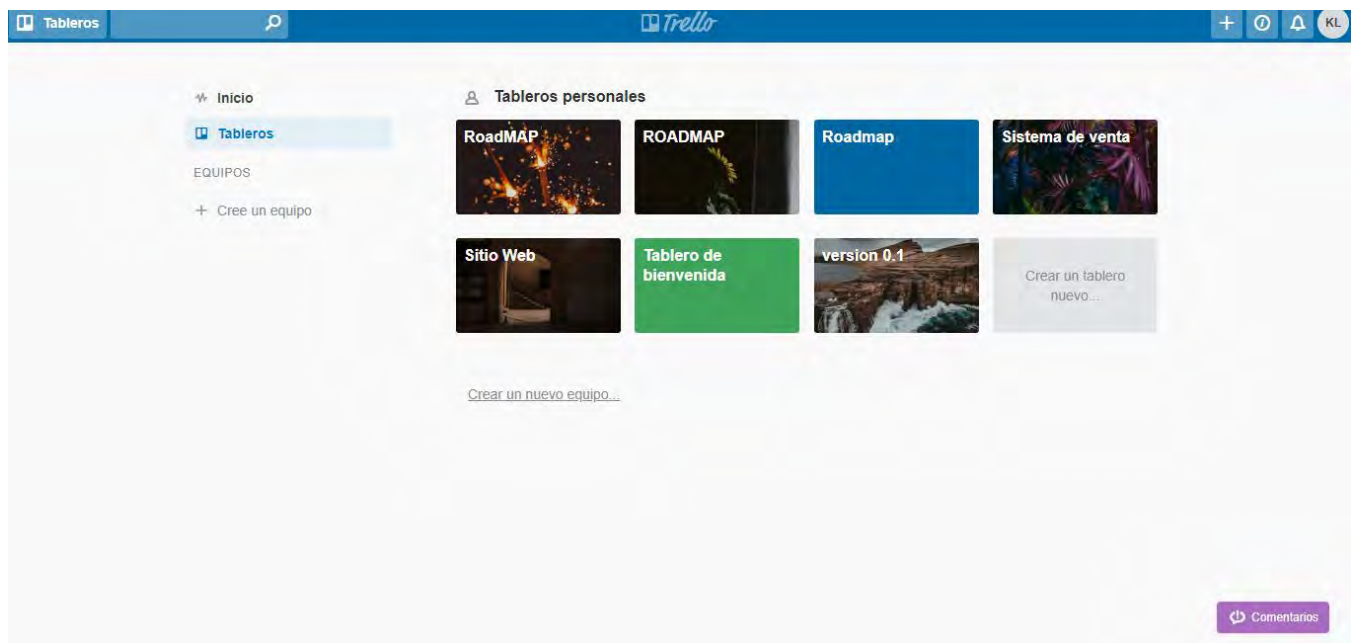 Tableros
Trello
KL
Inicio
Tableros
EQUIPOS
+ Cree un equipo
Tableros personales
RoadMAP
ROADMAP
Roadmap
Sistema de venta
Sitio Web
Tablero de
bienvenida
version 0.1
Crear un tablero
nuevo...
Crear un nuevo equipo...
Comentarios